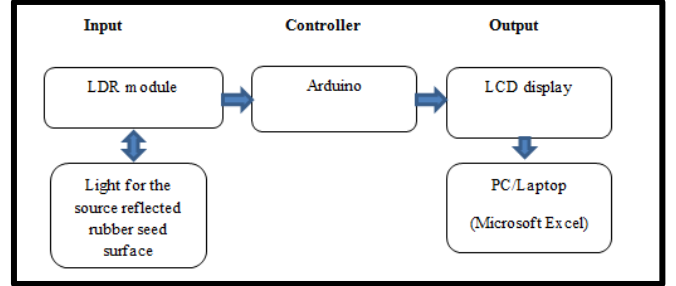 Input
Controller
Output
LDR module
Arduino
LCD display
Light for the
source reflected
rubber seed
surface
PC/Laptop
(Microsoft Excel)